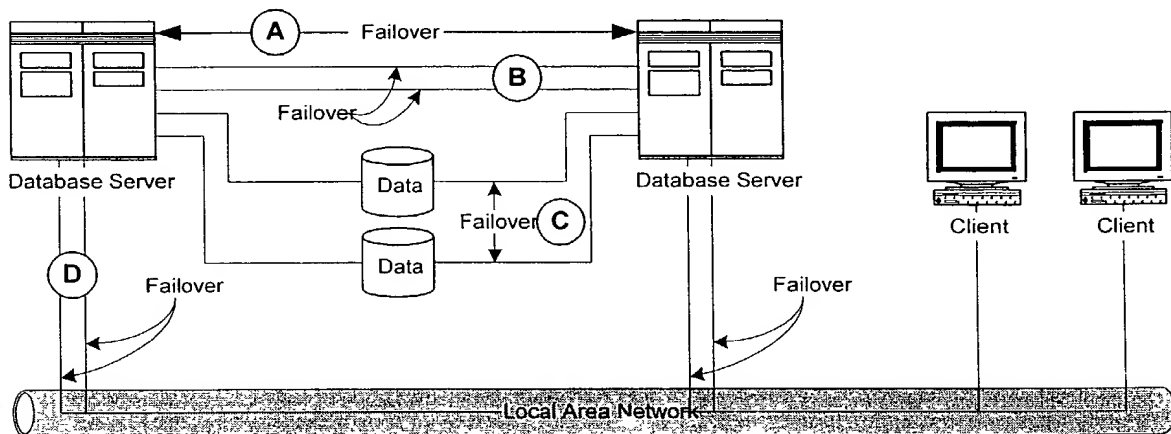 A
Failover
B
Failover
Database Server
Data
Database Server
Failover
C
Client
Client
Data
D
Failover
Failover
Local Area Network